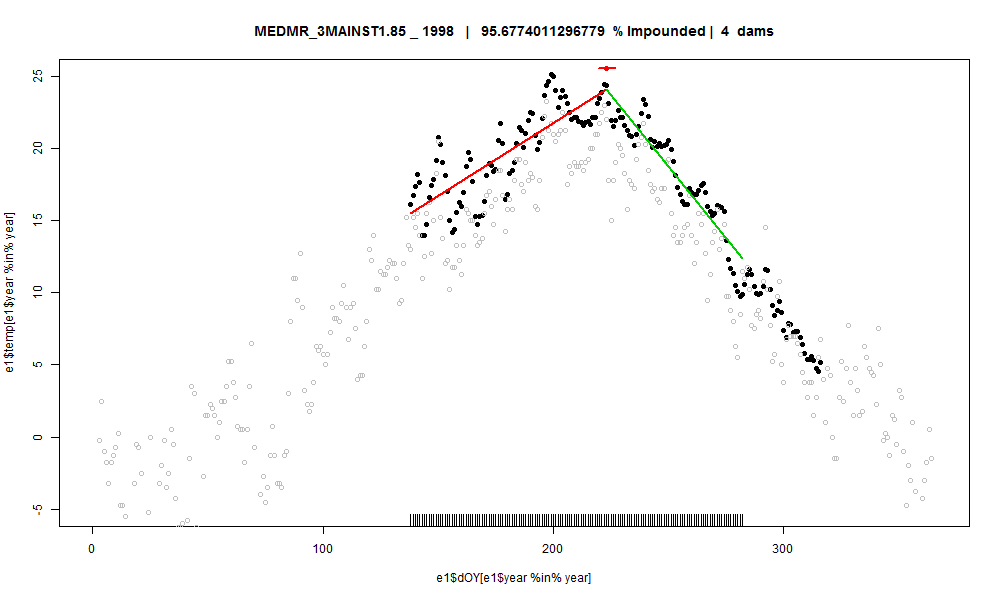 MEDMR_3MAINST1.85 _ 1998 | 95.6774011296779 % Impounded | 4 dams
25
20
15
10
5
0
-5
e1$temp[e1$year %in% year]
0 100 200 300
e1$dOY[e1$year %in% year]